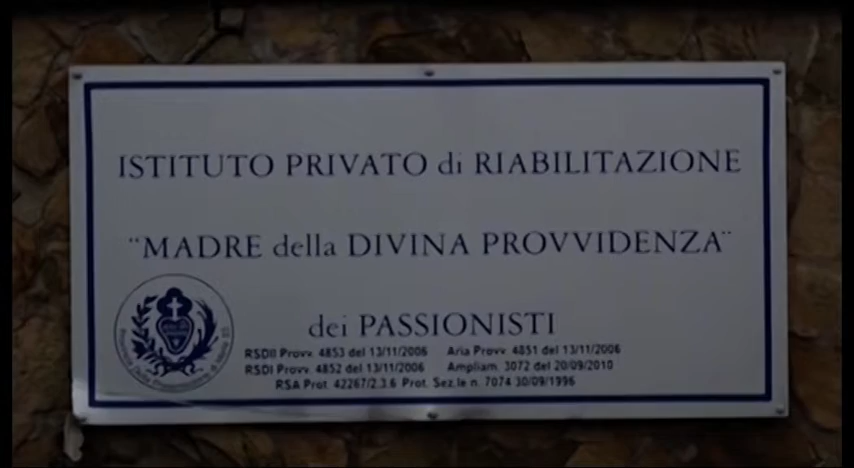 ISTITUTO PRIVATO di RIABILITAZIONE
"MADRE della DIVINA PROVVIDENZA"
dei PASSIONISTI
RSDII Provv. 4853 del 13/11/2006 Aria Provv. 4851 del 13/11/2006
RSDI Provv. 4852 del 13/11/2006 Ampliam. 3072 del 20/09/2010
RSA Prot. 42267/2.3.6 Prot. Sez.le n. 7074 30/09/1996